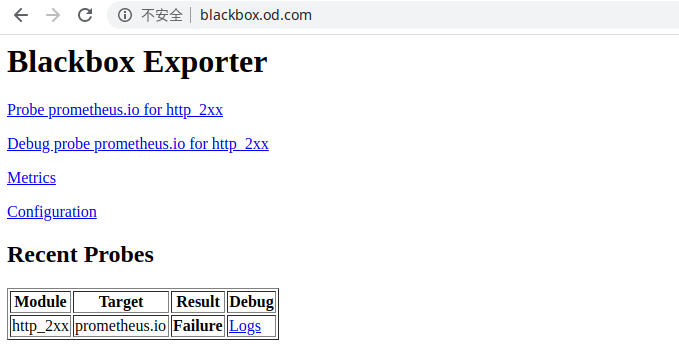 不安全 blackbox.od.com
Blackbox Exporter
Probe prometheus.io for http_2xx
Debug probe prometheus.io for http_2xx
Metrics
Configuration
Recent Probes
Module Target Result Debug
http_2xx prometheus.io Failure Logs